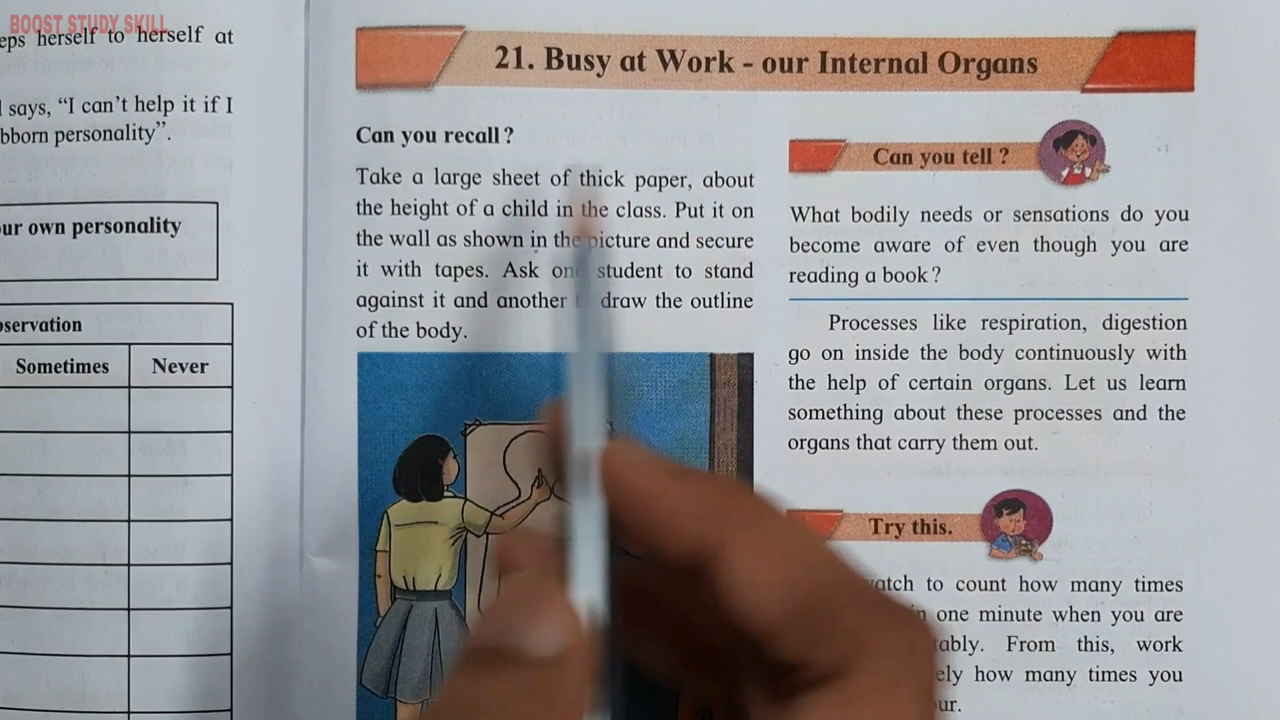 BOOST STUDY SKILL
eps herself to herself at
says, “I can’t help it if I
bborn personality”.
ur own personality
servation
Sometimes Never
21. Busy at Work - our Internal Organs
Can you recall ?
Take a large sheet of thick paper, about
the height of a child in the class. Put it on
the wall as shown in the picture and secure
it with tapes. Ask one student to stand
against it and another draw the outline
of the body.
Can you tell ?
What bodily needs or sensations do you
become aware of even though you are
reading a book ?
Processes like respiration, digestion
go on inside the body continuously with
the help of certain organs. Let us learn
something about these processes and the
organs that carry them out.
Try this.
watch to count how many times
in one minute when you are
tably. From this, work
ely how many times you
our.